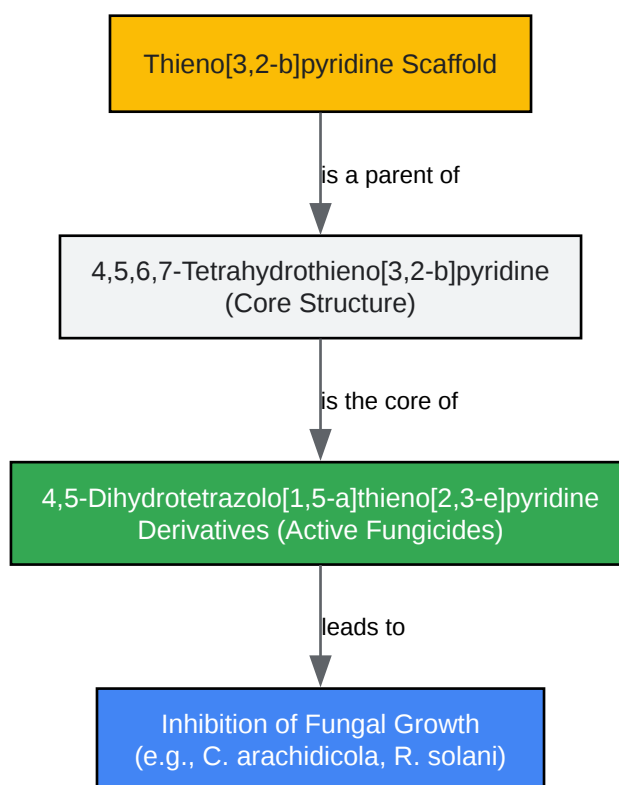 Thieno[3,2-b]pyridine Scaffold
is a parent of
4,5,6,7-Tetrahydrothieno[3,2-b]pyridine
(Core Structure)
is the core of
4,5-Dihydrotetrazolo[1,5-a]thieno[2,3-e]pyridine
Derivatives (Active Fungicides)
leads to
Inhibition of Fungal Growth
(e.g., C. arachidicola, R. solani)